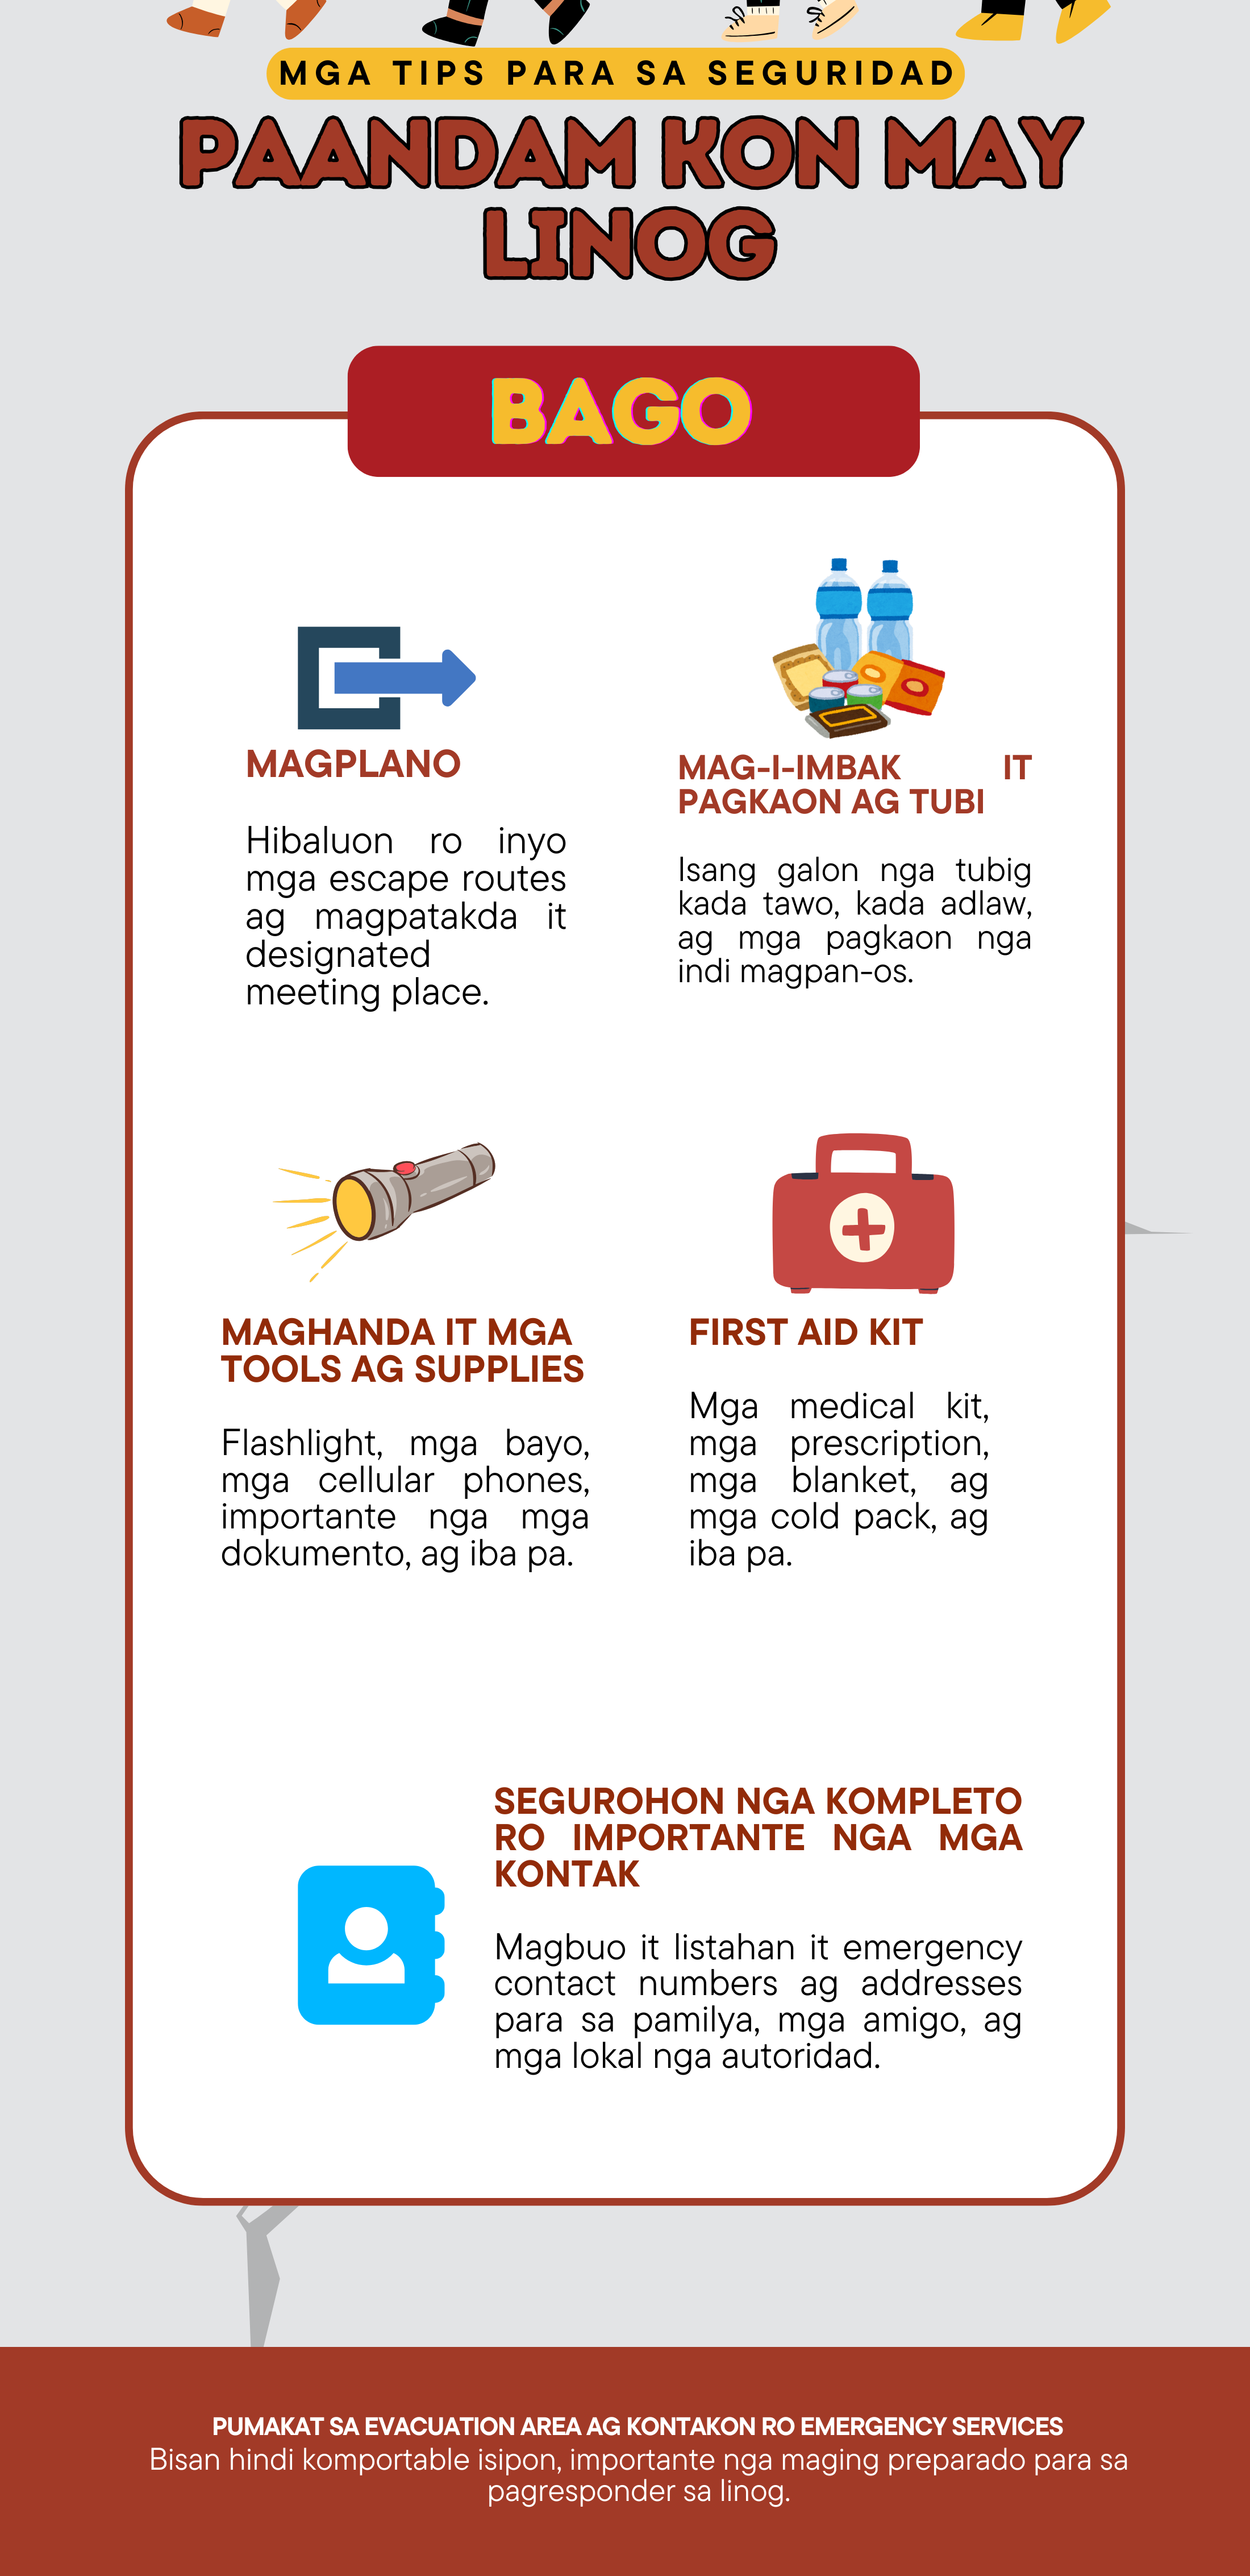 MGA TIPS PARA SA SEGURIDAD
PAANDAM KON MAY
LINOG
BAGO
MAGPLANO
Hibaluon ro inyo
mga escape routes
ag magpatakda it
designated
meeting place.
MAG-I-IMBAK IT
PAGKAON AG TUBI
Isang galon nga tubig
kada tawo, kada adlaw,
ag mga pagkaon nga
indi magpan-os.
MAGHANDA IT MGA
TOOLS AG SUPPLIES
Flashlight, mga bayo,
mga cellular phones,
importante nga mga
dokumento, ag iba pa.
FIRST AID KIT
Mga medical kit,
mga prescription,
mga blanket, ag
mga cold pack, ag
iba pa.
SEGUROHON NGA KOMPLETO
RO IMPORTANTE NGA MGA
KONTAK
Magbuo it listahan it emergency
contact numbers ag addresses
para sa pamilya, mga amigo, ag
mga lokal nga autoridad.
PUMAKAT SA EVACUATION AREA AG KONTAKON RO EMERGENCY SERVICES
Bisan hindi komportable isipon, importante nga maging preparado para sa
pagresponder sa linog.